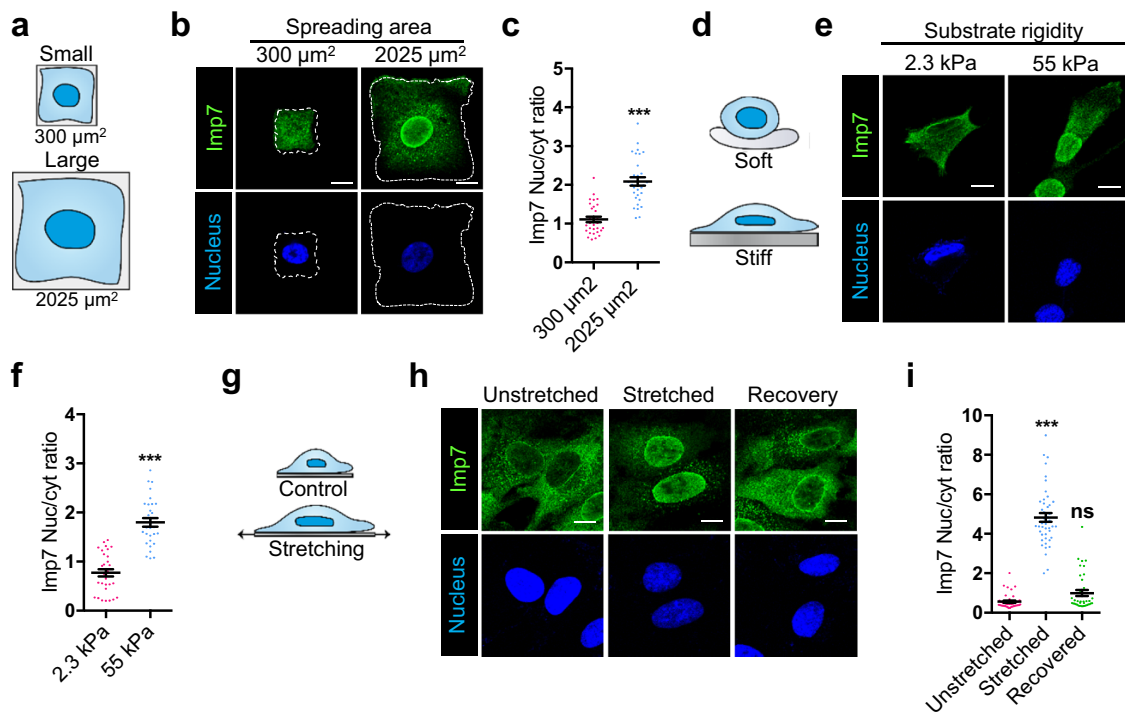 a
Small
300 µm²
Large
2025 µm²
b
Spreading area
300 µm²
2025 µm²
Imp7
Nucleus
c
Imp7 Nuc/cyt ratio
5
4
3
2
1
0
***
300 µm2
2025 µm2
d
Soft
Stiff
e
Substrate rigidity
2.3 kPa
55 kPa
Imp7
Nucleus
f
Imp7 Nuc/cyt ratio
4
3
2
1
0
***
2.3 kPa
55 kPa
g
Control
Stretching
h
Unstretched
Stretched
Recovery
Imp7
Nucleus
i
Imp7 Nuc/cyt ratio
10
8
6
4
2
0
***
ns
Unstretched
Stretched
Recovered